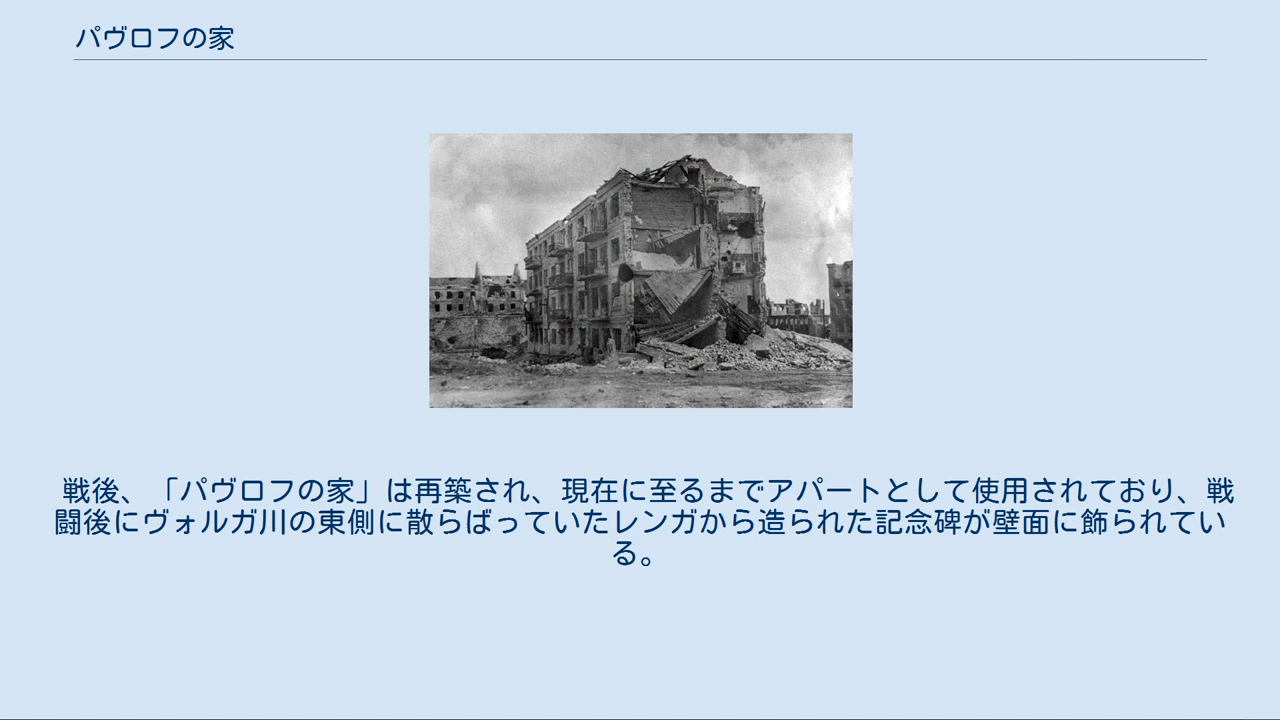 パヴロフの家
戦後、「パヴロフの家」は再築され、現在に至るまでアパートとして使用されており、戦
闘後にヴォルガ川の東側に散らばっていたレンガから造られた記念碑が壁面に飾られてい
る。